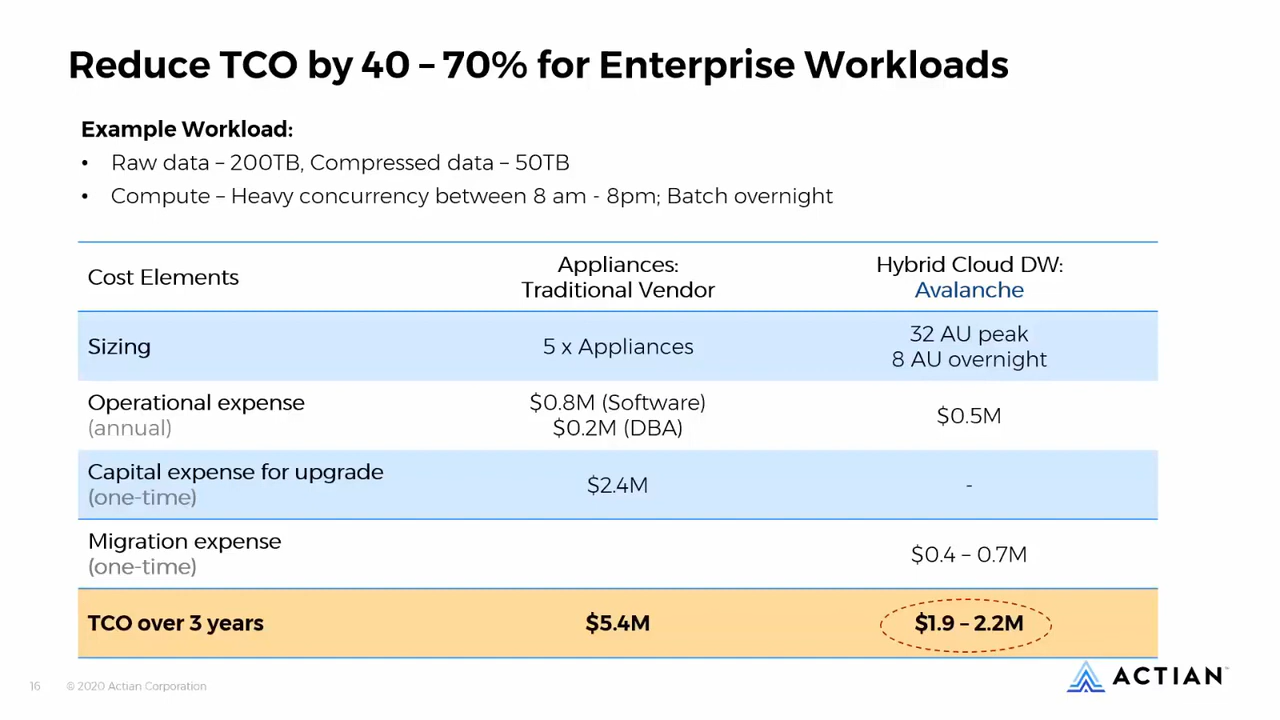 Reduce TCO by 40 – 70% for Enterprise Workloads
Example Workload:
• Raw data – 200TB, Compressed data – 50TB
• Compute – Heavy concurrency between 8 am - 8pm; Batch overnight
Cost Elements
Appliances:
Traditional Vendor
Hybrid Cloud DW:
Avalanche
Sizing
5 x Appliances
32 AU peak
8 AU overnight
Operational expense
(annual)
$0.8M (Software)
$0.2M (DBA)
$0.5M
Capital expense for upgrade
(one-time)
$2.4M
-
Migration expense
(one-time)
$0.4 – 0.7M
TCO over 3 years
$5.4M
$1.9 – 2.2M
16
© 2020 Actian Corporation
ACTIAN™